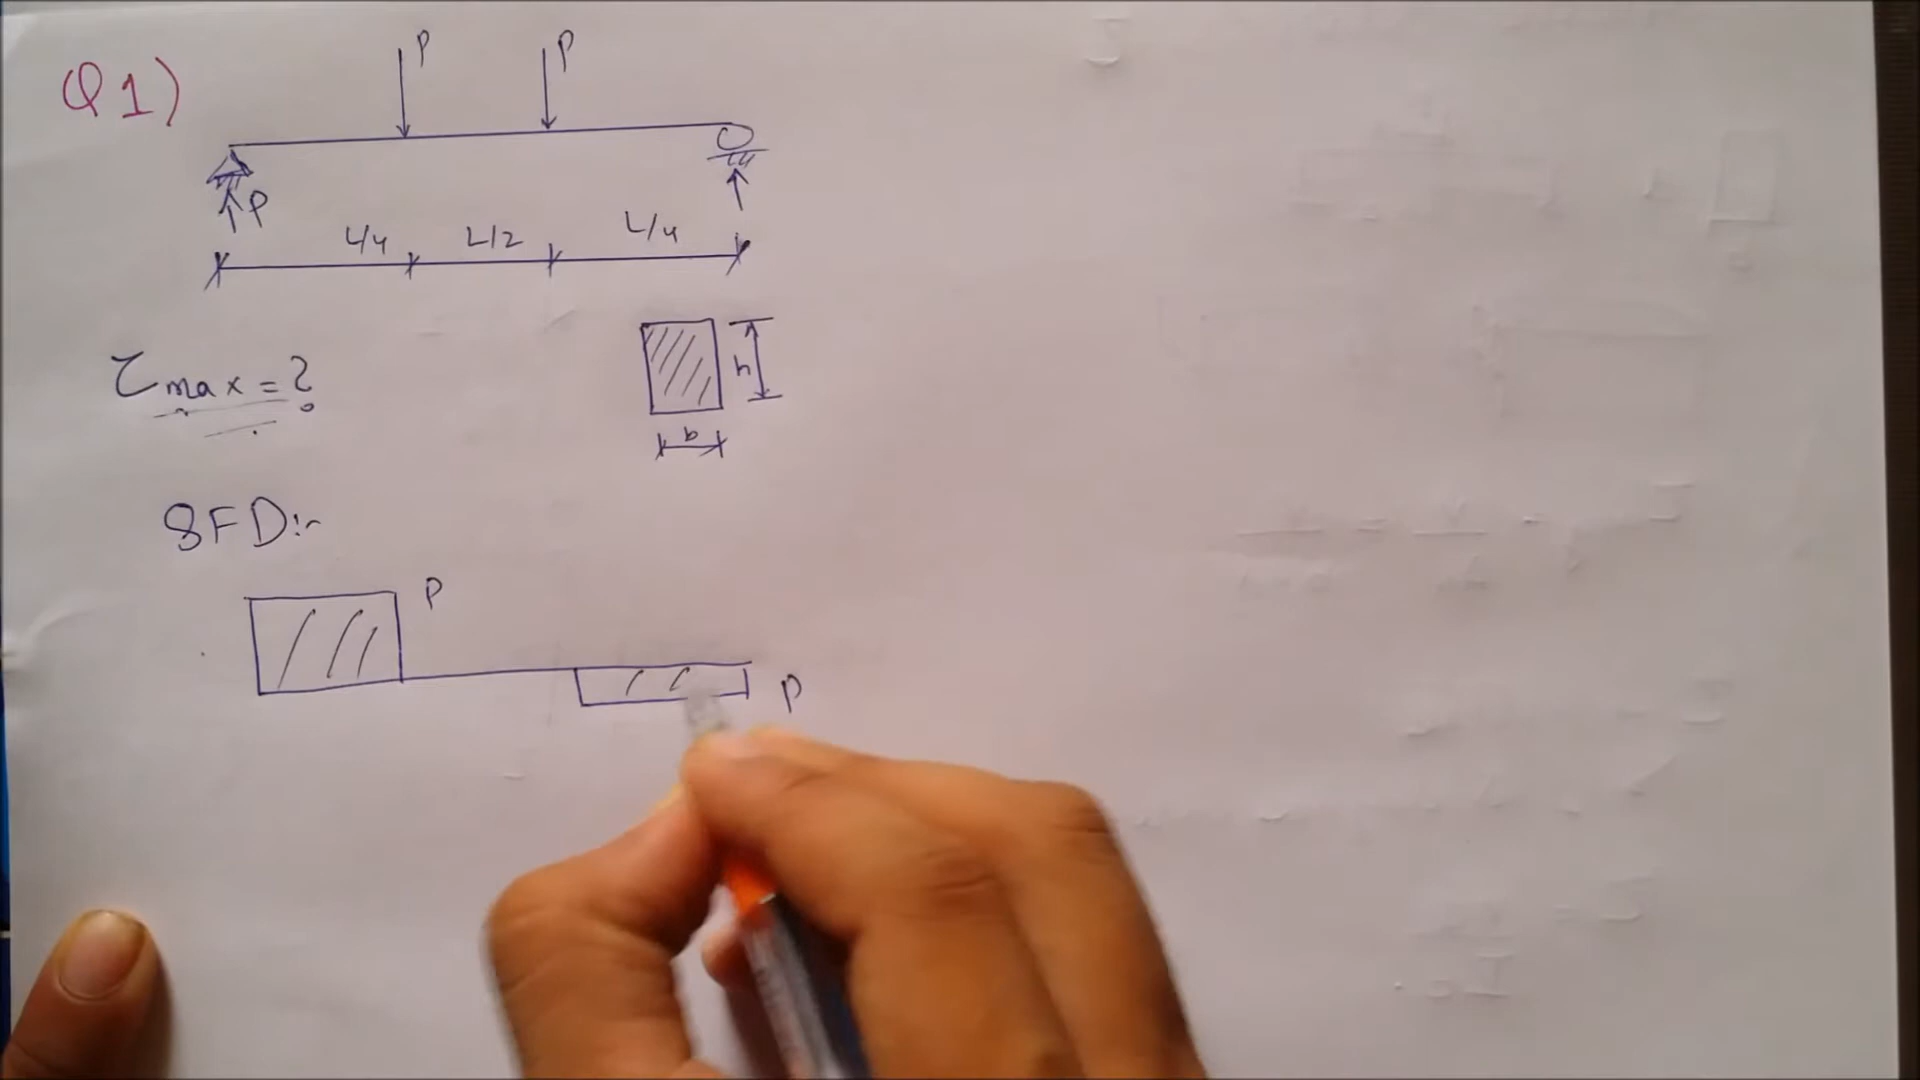 Q1)
P P
P
L/4 L/2 L/4
h
τmax = ?
b
SFD:-
P
P